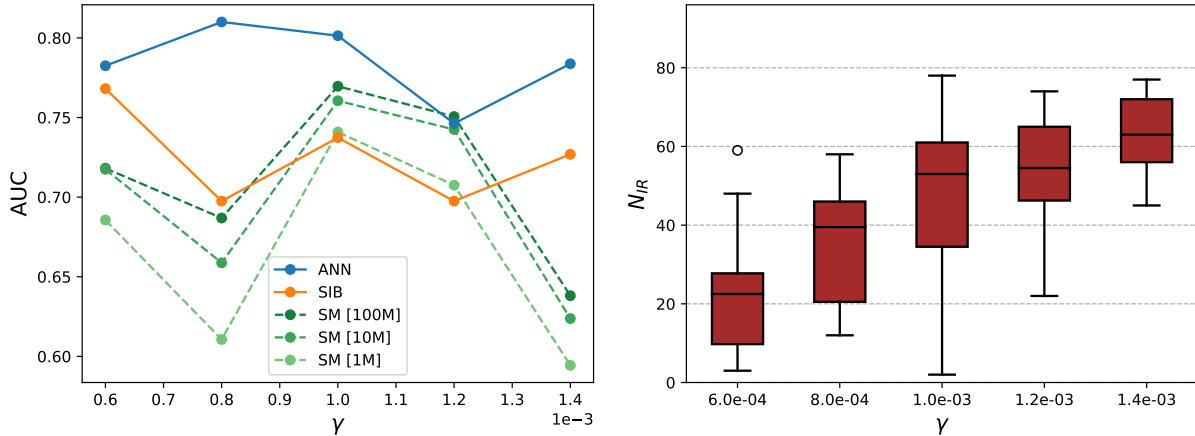 AUC
0.80
0.75
0.70
0.65
0.60
ANN
SIB
SM [100M]
SM [10M]
SM [1M]
0.6 0.7 0.8 0.9 1.0 1.1 1.2 1.3 1.4
1e−3
γ
N_IR
80
60
40
20
0
6.0e-04 8.0e-04 1.0e-03 1.2e-03 1.4e-03
γ